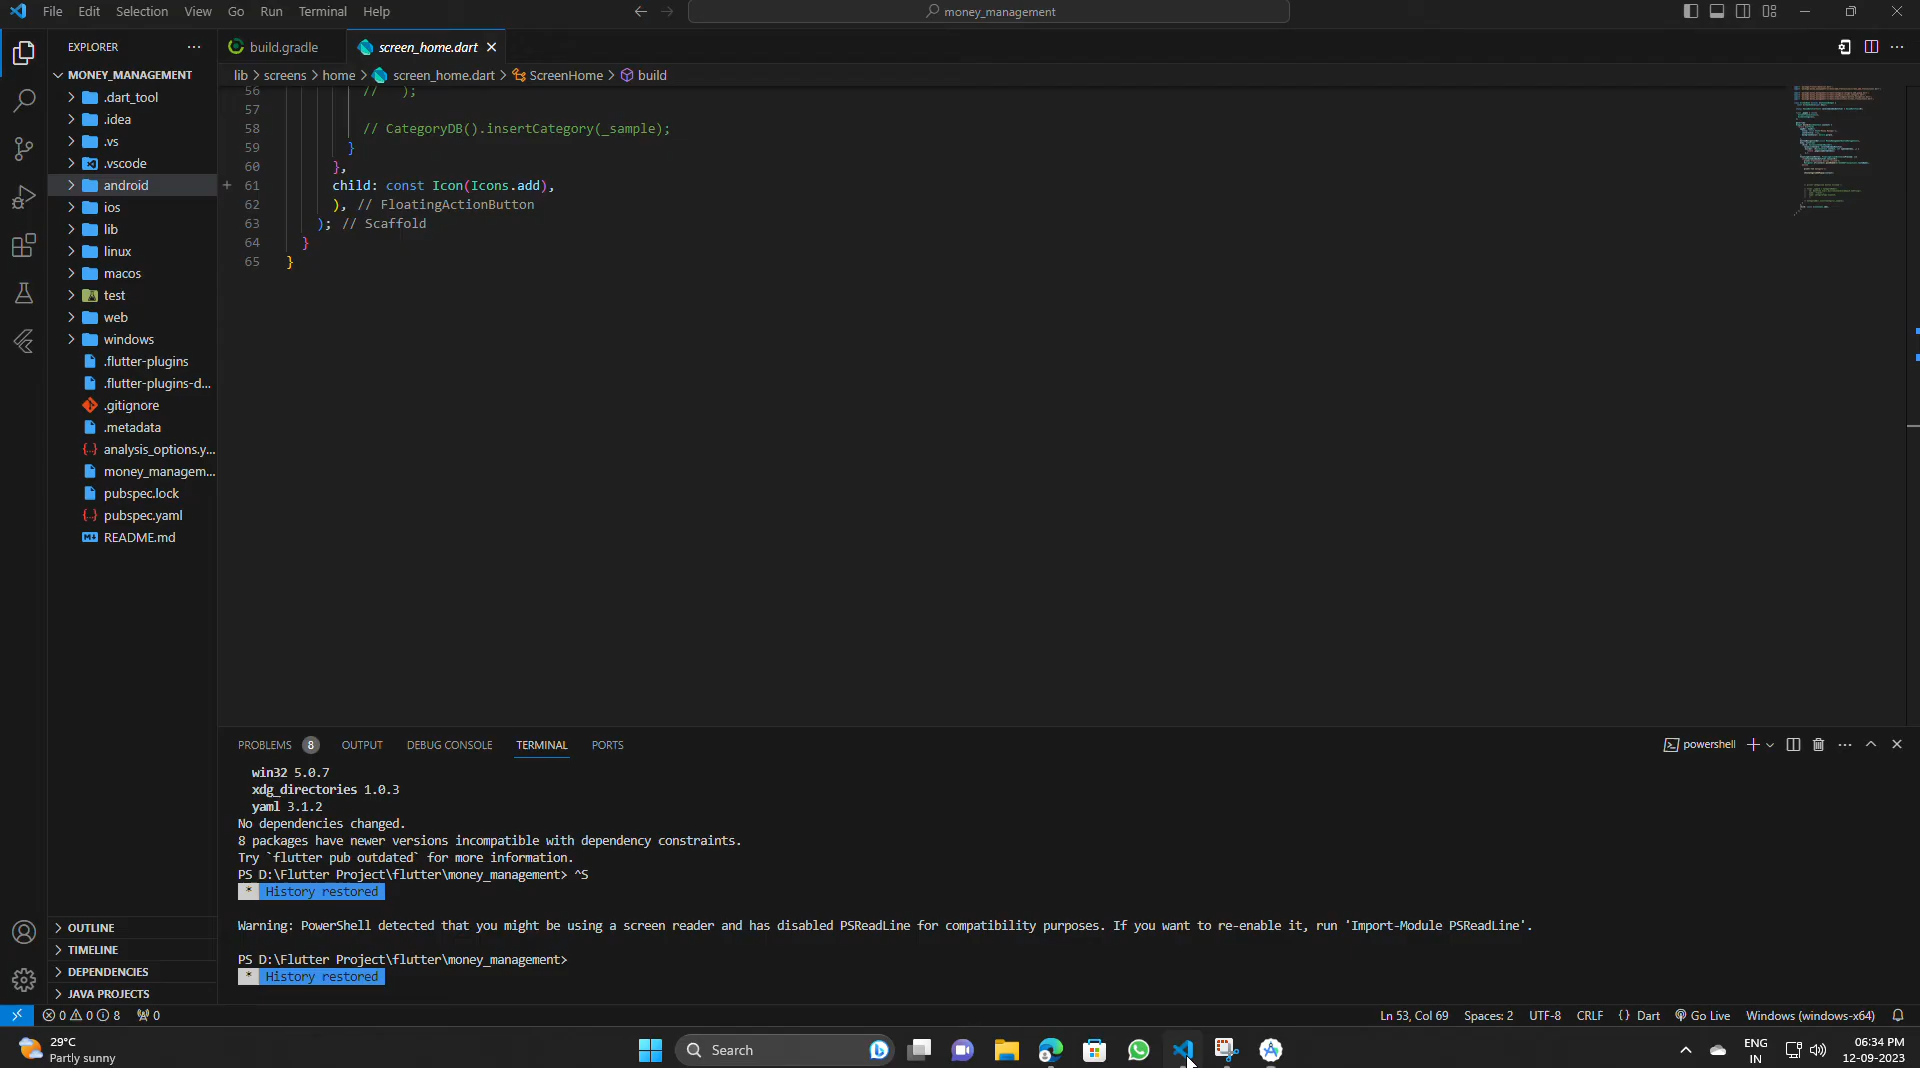 File Edit Selection View Go Run Terminal Help
money_management
EXPLORER
build.gradle
screen_home.dart
MONEY_MANAGEMENT
lib > screens > home > screen_home.dart > ScreenHome > build
.dart_tool
.idea
.vs
.vscode
android
ios
lib
linux
macos
test
web
windows
.flutter-plugins
.flutter-plugins-d...
.gitignore
.metadata
analysis_options.y...
money_managem...
pubspec.lock
pubspec.yaml
README.md
OUTLINE
TIMELINE
DEPENDENCIES
JAVA PROJECTS
56 // );
57
58 // CategoryDB().insertCategory(_sample);
59 }
60 },
61 child: const Icon(Icons.add),
62 ), // FloatingActionButton
63 ); // Scaffold
64 }
65 }
PROBLEMS 8 OUTPUT DEBUG CONSOLE TERMINAL PORTS
powershell
win32 5.0.7
xdg_directories 1.0.3
yaml 3.1.2
No dependencies changed.
8 packages have newer versions incompatible with dependency constraints.
Try `flutter pub outdated` for more information.
PS D:\Flutter Project\flutter\money_management> ^S
* History restored
Warning: PowerShell detected that you might be using a screen reader and has disabled PSReadLine for compatibility purposes. If you want to re-enable it, run 'Import-Module PSReadLine'.
PS D:\Flutter Project\flutter\money_management>
* History restored
0 0 8 0
Ln 53, Col 69 Spaces: 2 UTF-8 CRLF {} Dart Go Live Windows (windows-x64)
29°C
Partly sunny
Search
ENG
IN
06:34 PM
12-09-2023